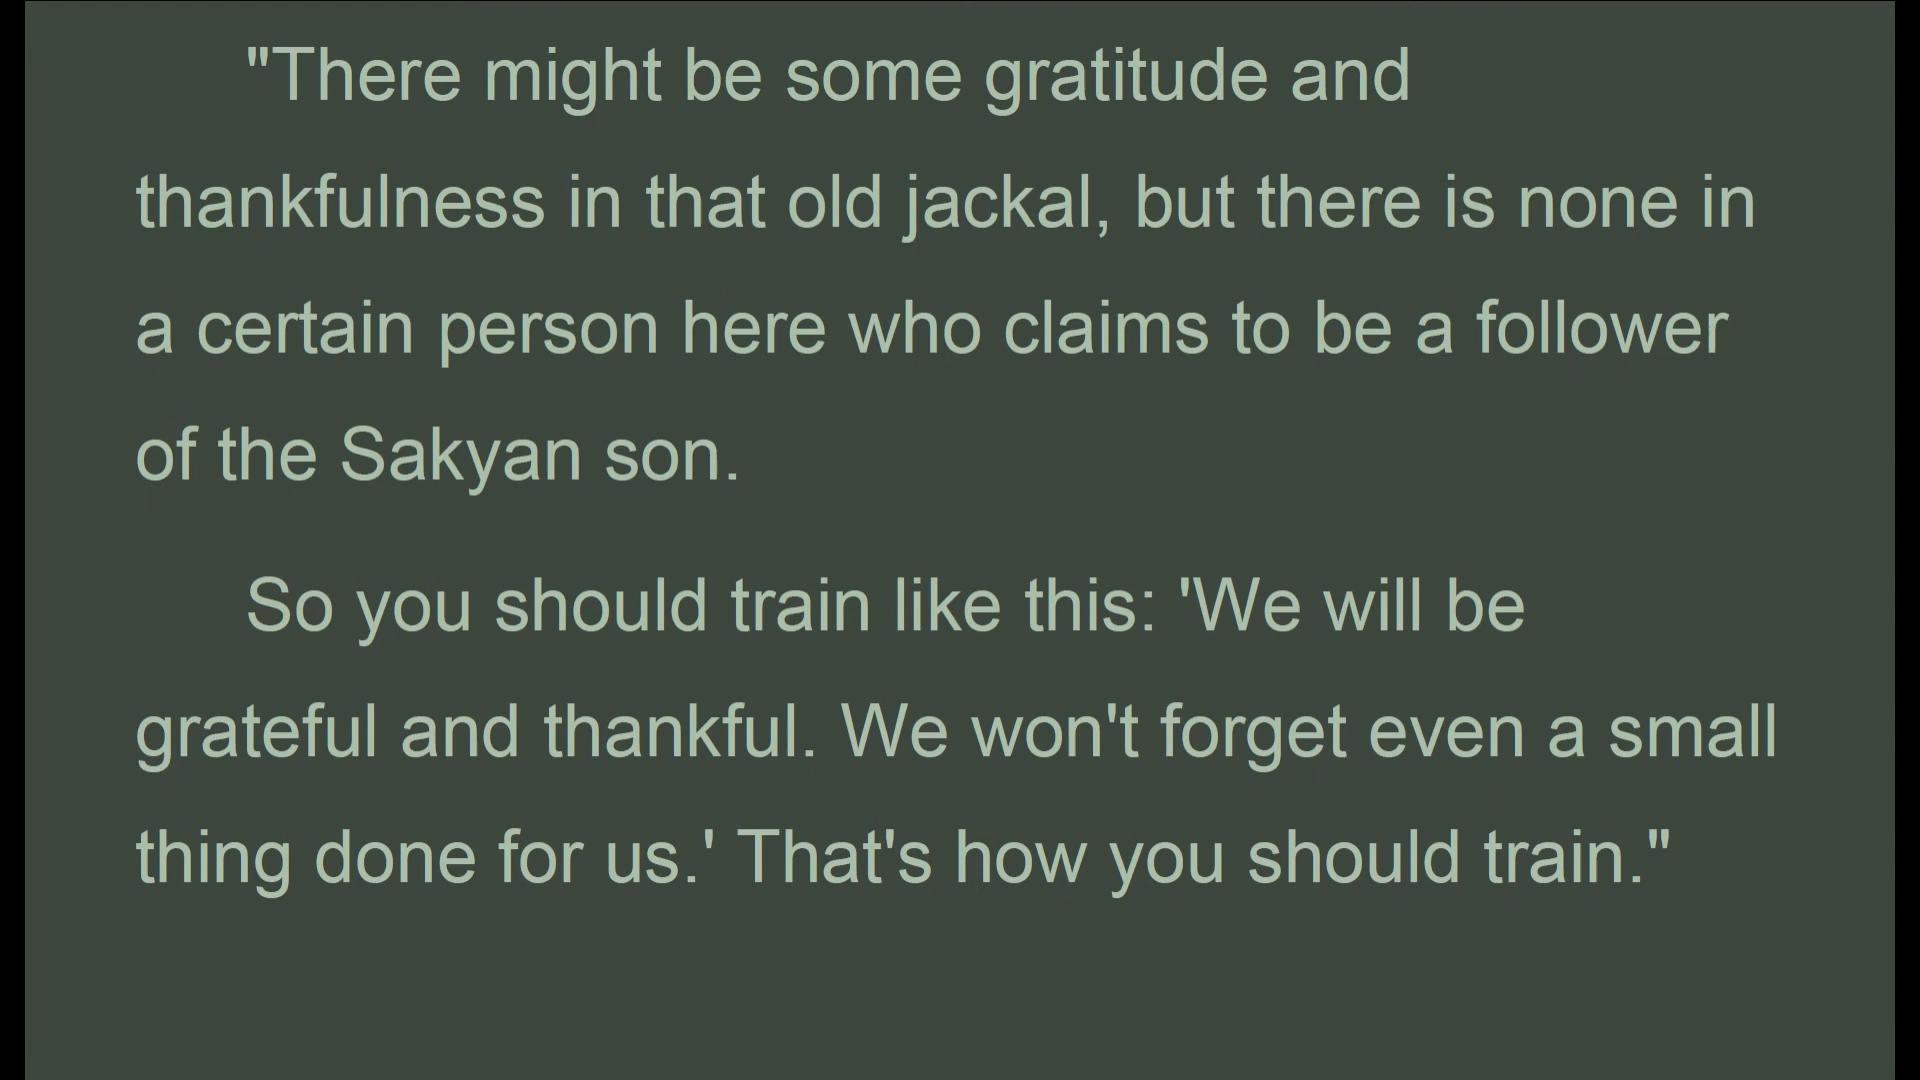 "There might be some gratitude and
thankfulness in that old jackal, but there is none in
a certain person here who claims to be a follower
of the Sakyan son.
So you should train like this: 'We will be
grateful and thankful. We won't forget even a small
thing done for us.' That's how you should train."